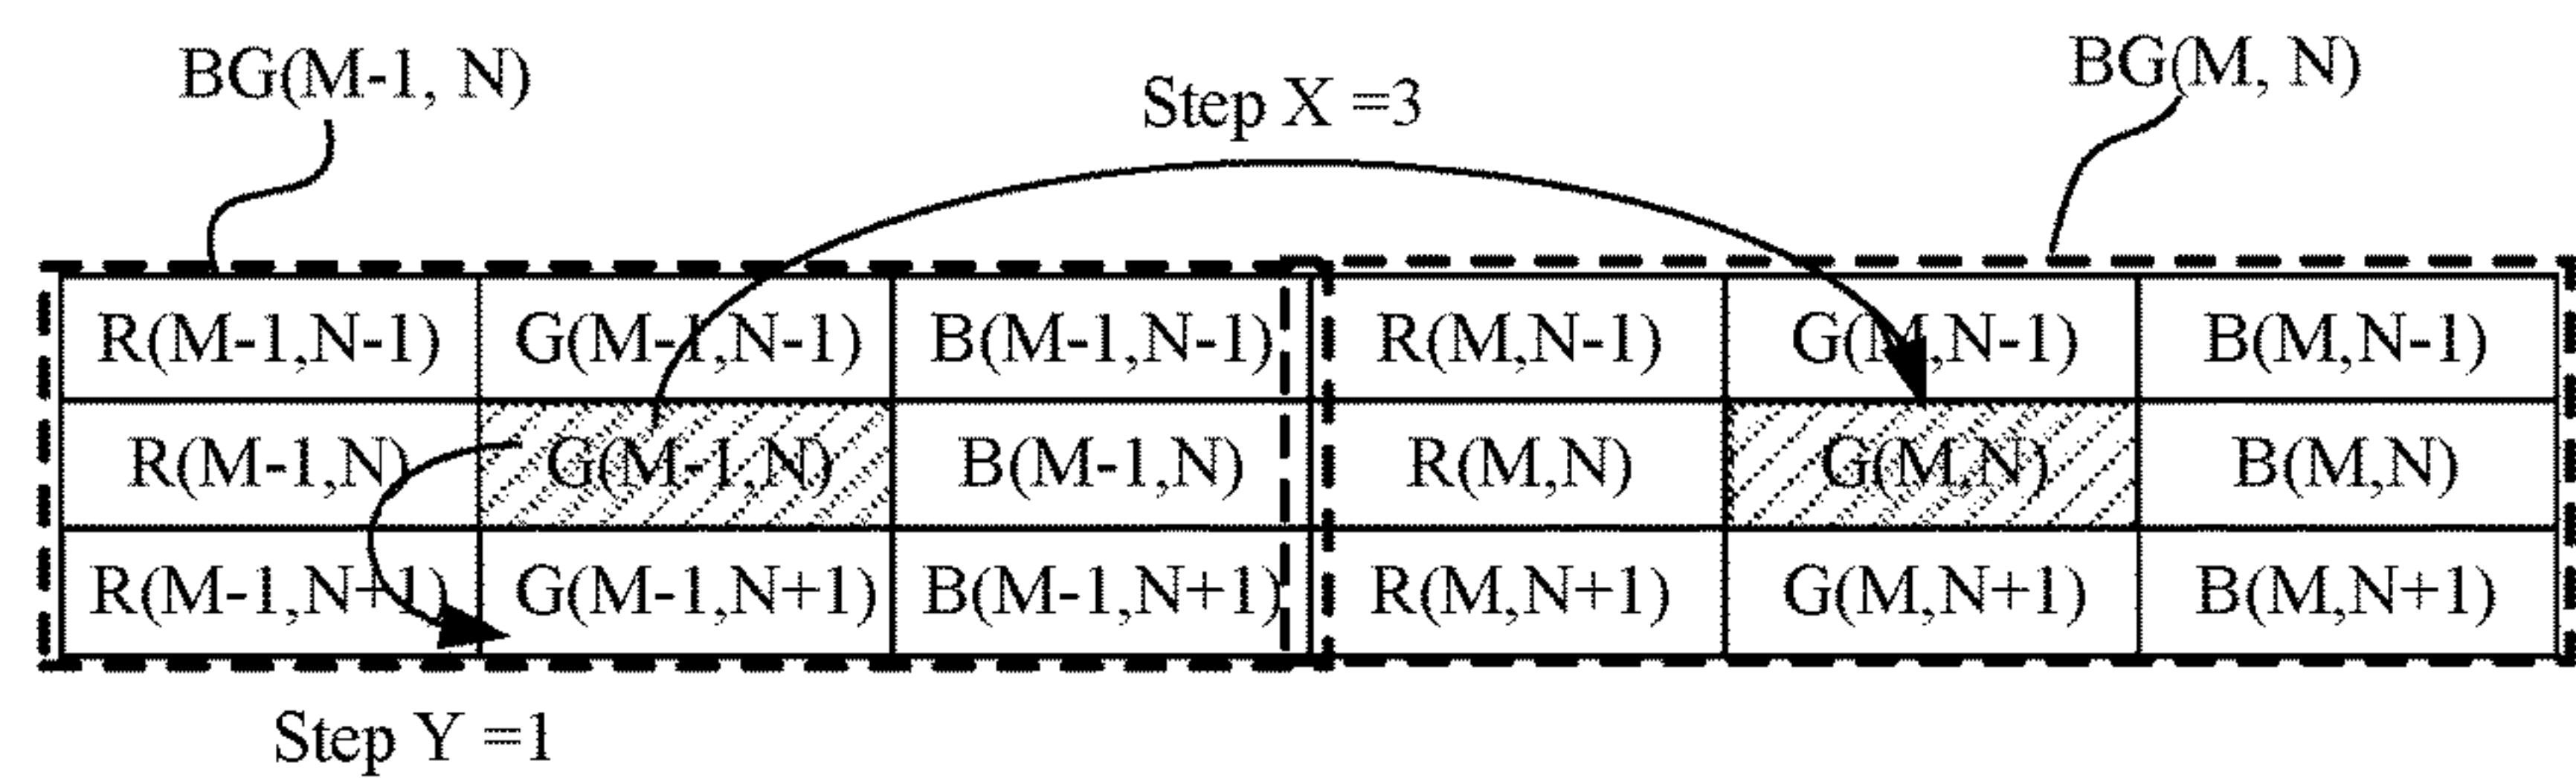 BG(M-1, N)
Step X =3
BG(M, N)
R(M-1,N-1) G(M-1,N-1) B(M-1,N-1) R(M,N-1) G(M,N-1) B(M,N-1)
R(M-1,N) G(M-1,N) B(M-1,N) R(M,N) G(M,N) B(M,N)
R(M-1,N+1) G(M-1,N+1) B(M-1,N+1) R(M,N+1) G(M,N+1) B(M,N+1)
Step Y =1